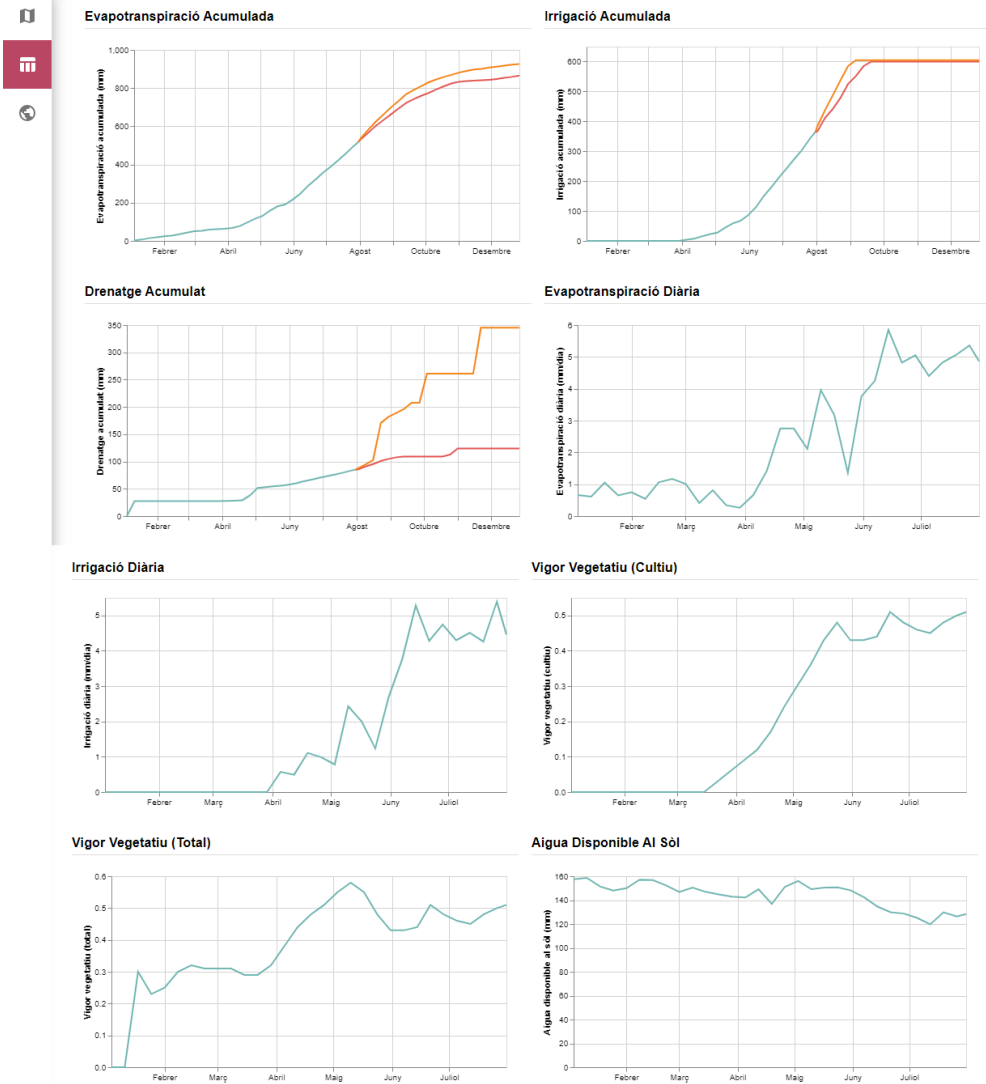 Evapotranspiració Acumulada
Evapotranspiració acumulada (mm)
1,000
800
600
400
200
0
Febrer Abril Juny Agost Octubre Desembre
Irrigació Acumulada
Irrigació acumulada (mm)
600
500
400
300
200
100
0
Febrer Abril Juny Agost Octubre Desembre
Drenatge Acumulat
Drenatge acumulat (mm)
350
300
250
200
150
100
50
0
Febrer Abril Juny Agost Octubre Desembre
Evapotranspiració Diària
Evapotranspiració diària (mm/dia)
6
5
4
3
2
1
0
Febrer Març Abril Maig Juny Juliol
Irrigació Diària
Irrigació diària (mm/dia)
5
4
3
2
1
0
Febrer Març Abril Maig Juny Juliol
Vigor Vegetatiu (Cultiu)
Vigor vegetatiu (cultiu)
0.5
0.4
0.3
0.2
0.1
0.0
Febrer Març Abril Maig Juny Juliol
Vigor Vegetatiu (Total)
Vigor vegetatiu (total)
0.6
0.5
0.4
0.3
0.2
0.1
0.0
Febrer Març Abril Maig Juny Juliol
Aigua Disponible Al Sòl
Aigua disponible al sòl (mm)
160
140
120
100
80
60
40
20
0
Febrer Març Abril Maig Juny Juliol